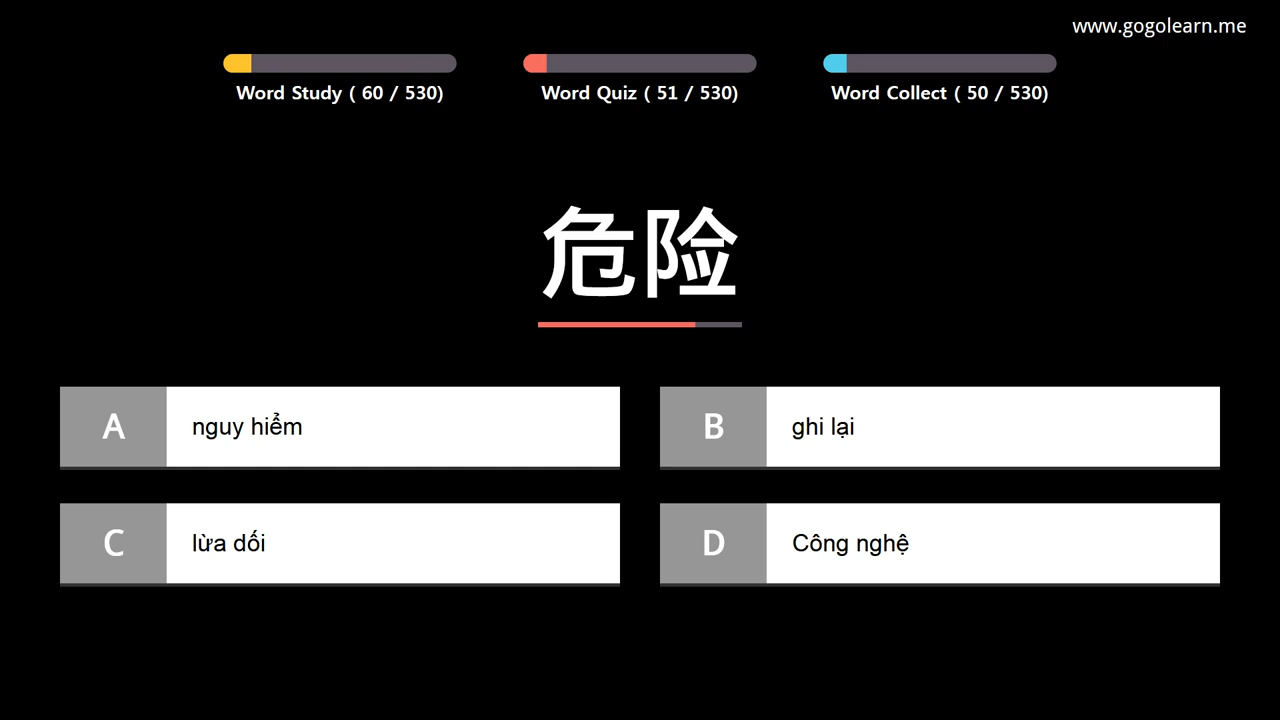 www.gogolearn.me
Word Study ( 60 / 530)
Word Quiz ( 51 / 530)
Word Collect ( 50 / 530)
危险
A nguy hiểm
B ghi lại
C lừa dối
D Công nghệ